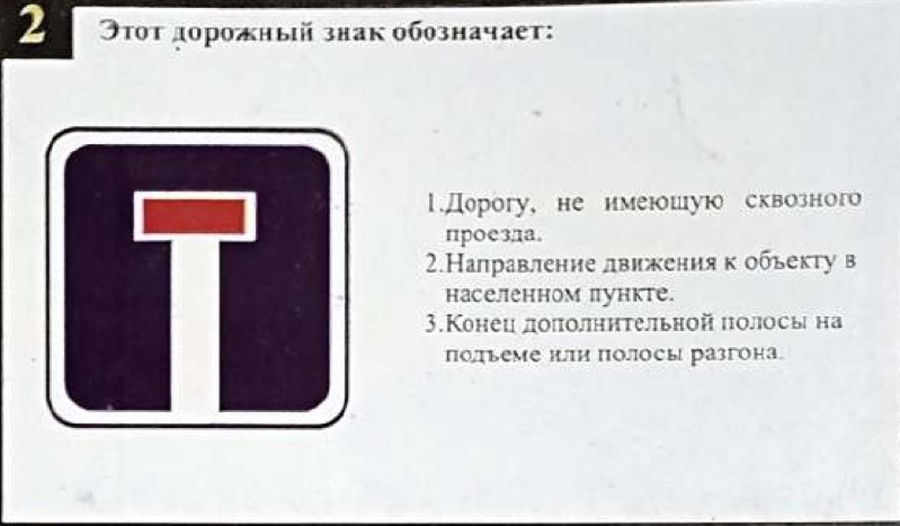 2
Этот дорожный знак обозначает:
1.Дорогу, не имеющую сквозного
проезда.
2.Направление движения к объекту в
населенном пункте.
3.Конец дополнительной полосы на
подъеме или полосы разгона.